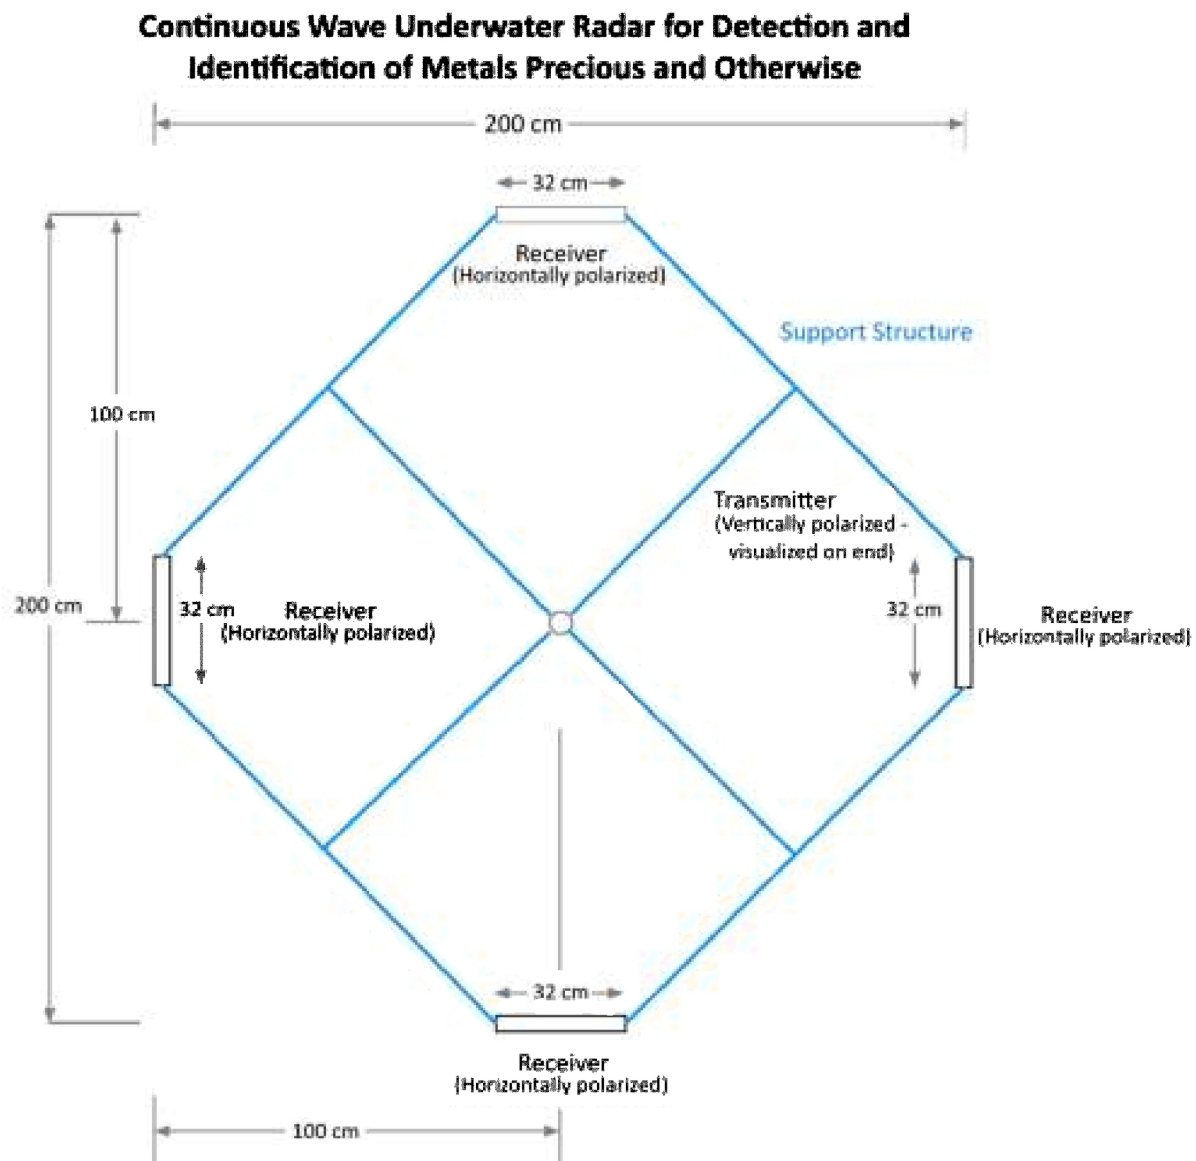 Continuous Wave Underwater Radar for Detection and
Identification of Metals Precious and Otherwise
200 cm
32 cm
Receiver
(Horizontally polarized)
Support Structure
100 cm
Transmitter
(Vertically polarized -
visualized on end)
200 cm
32 cm
Receiver
(Horizontally polarized)
32 cm
Receiver
(Horizontally polarized)
32 cm
Receiver
(Horizontally polarized)
100 cm